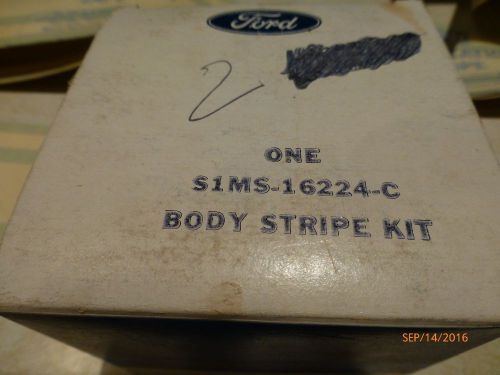 Ford
2
ONE
S1MS-16224-C
BODY STRIPE KIT
SEP/14/2016